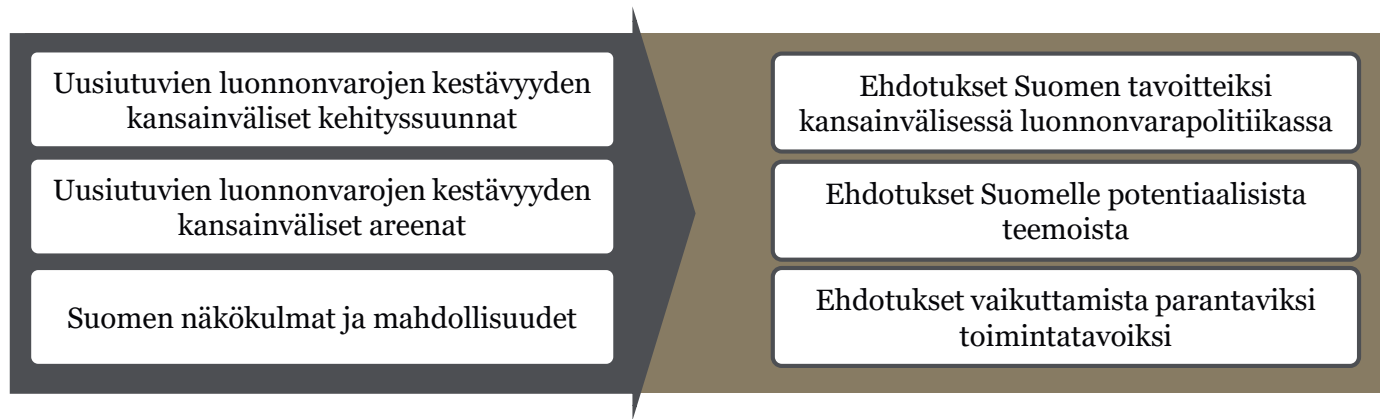 Uusiutuvien luonnonvarojen kestävyyden
kansainväliset kehityssuunnat
Uusiutuvien luonnonvarojen kestävyyden
kansainväliset areenat
Suomen näkökulmat ja mahdollisuudet
Ehdotukset Suomen tavoitteiksi
kansainvälisessä luonnonvarapolitiikassa
Ehdotukset Suomelle potentiaalisista
teemoista
Ehdotukset vaikuttamista parantaviksi
toimintatavoiksi